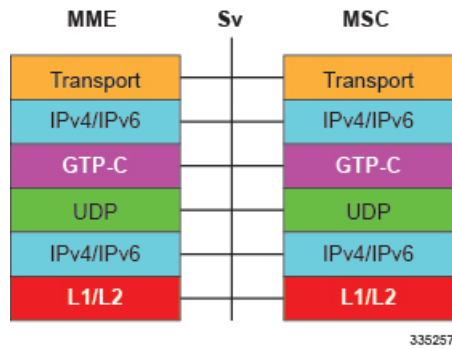 MME Sv MSC
Transport Transport
IPv4/IPv6 IPv4/IPv6
GTP-C GTP-C
UDP UDP
IPv4/IPv6 IPv4/IPv6
L1/L2 L1/L2
335257